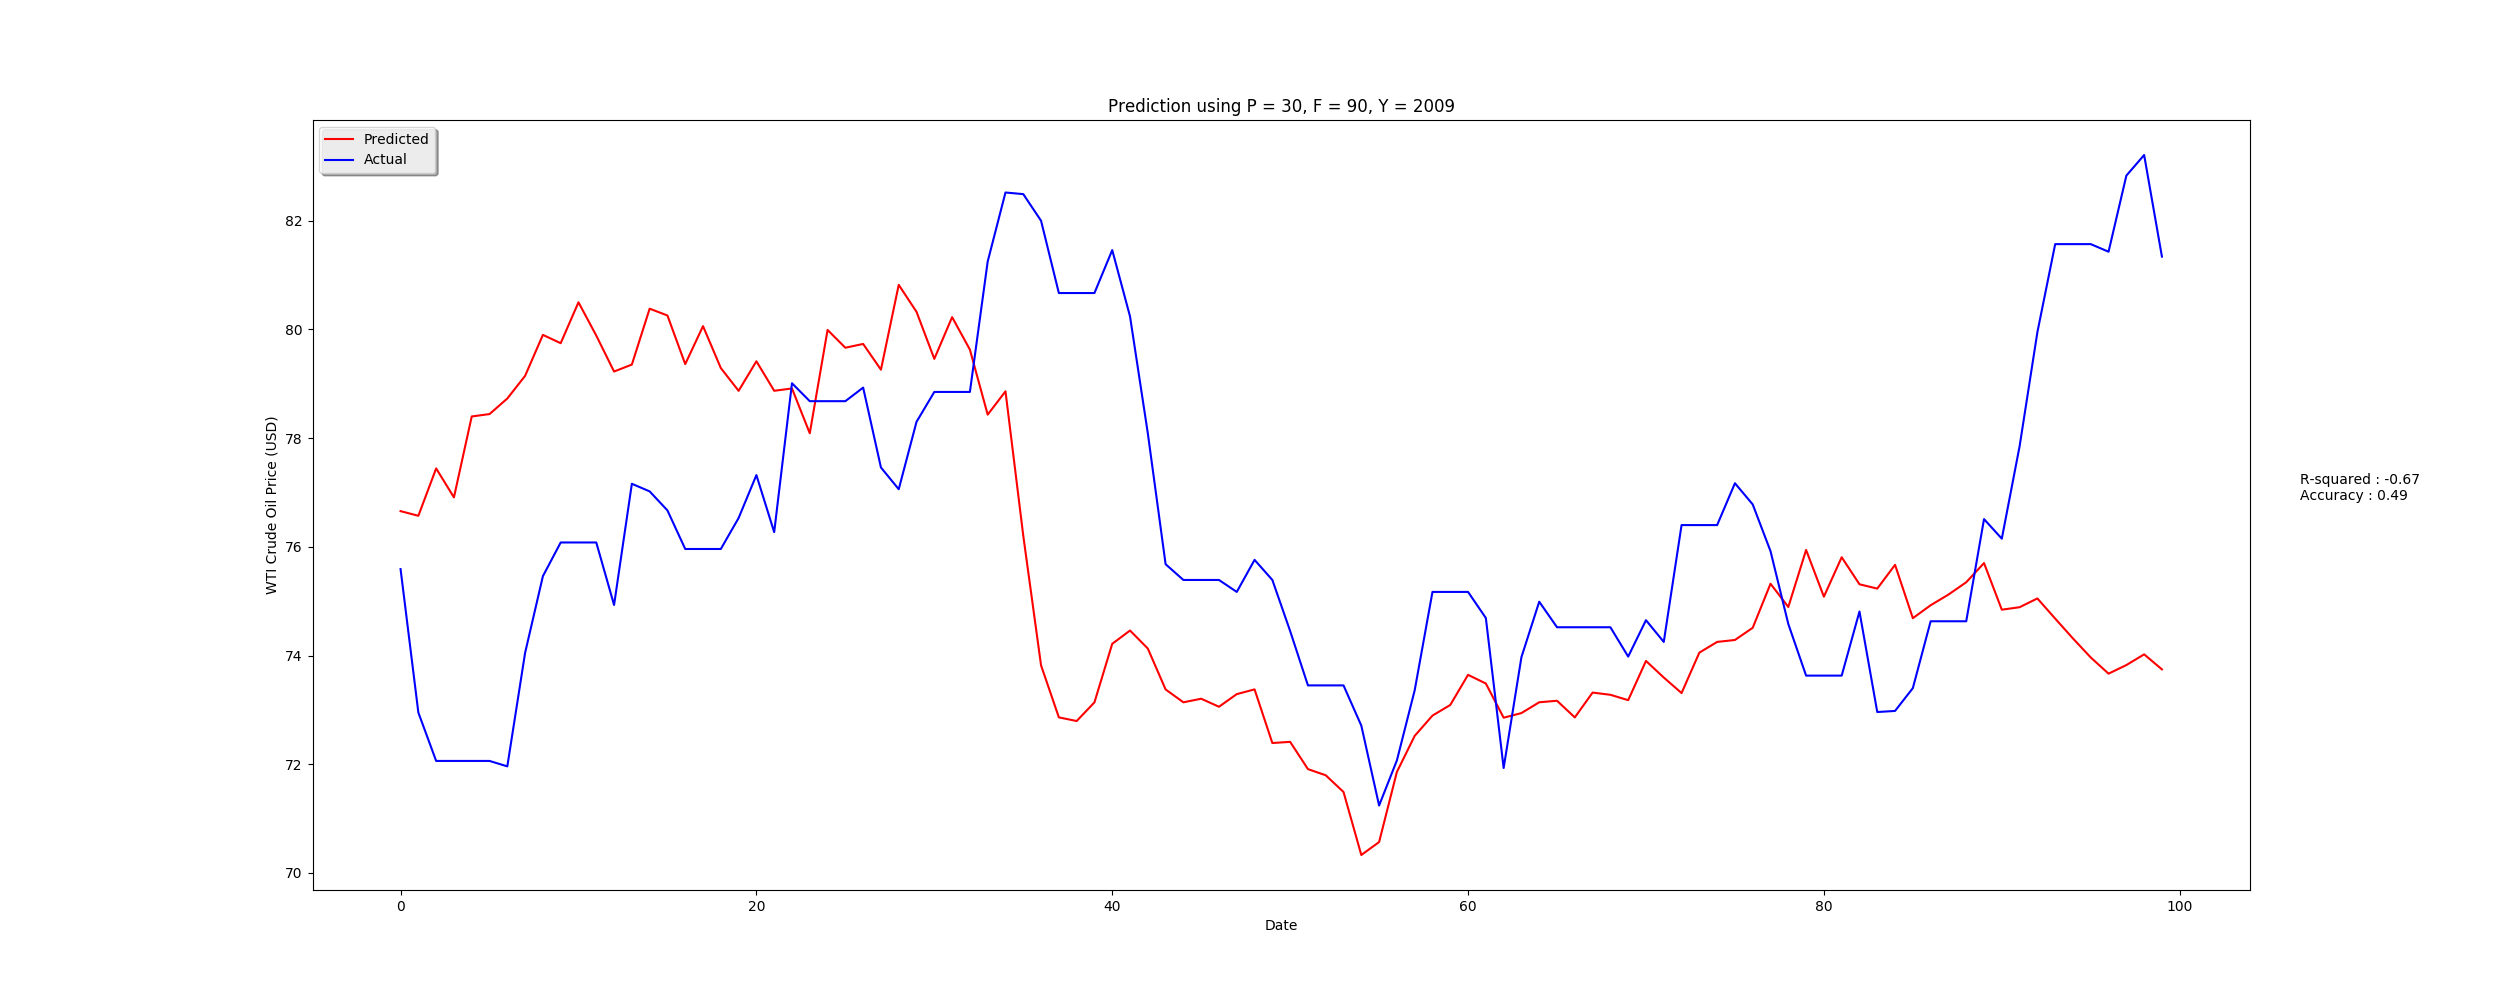 Prediction using P = 30, F = 90, Y = 2009
Predicted
Actual
WTI Crude Oil Price (USD)
82
80
78
76
74
72
70
0 20 40 60 80 100
Date
R-squared : -0.67
Accuracy : 0.49